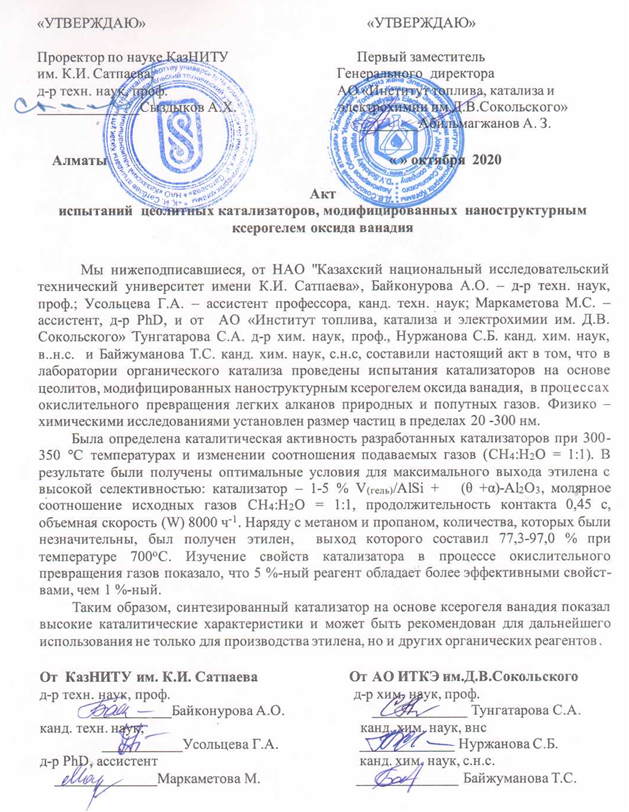 «УТВЕРЖДАЮ» «УТВЕРЖДАЮ»
Проректор по науке КазНИТУ Первый заместитель
им. К.И. Сатпаева, Генерального директора
д-р техн. наук, проф. АО «Институт топлива, катализа и
Сыздыков А.Х. электрохимии им.Д.В.Сокольского»
Абильмагжанов А. З.
Алматы « » октября 2020
Акт
испытаний цеолитных катализаторов, модифицированных наноструктурным
ксерогелем оксида ванадия
Мы нижеподписавшиеся, от НАО "Казахский национальный исследовательский
технический университет имени К.И. Сатпаева», Байконурова А.О. – д-р техн. наук,
проф.; Усольцева Г.А. – ассистент профессора, канд. техн. наук; Маркаметова М.С. –
ассистент, д-р PhD, и от АО «Институт топлива, катализа и электрохимии им. Д.В.
Сокольского» Тунгатарова С.А. д-р хим. наук, проф., Нуржанова С.Б. канд. хим. наук,
в..н.с. и Байжуманова Т.С. канд. хим. наук, с.н.с, составили настоящий акт в том, что в
лаборатории органического катализа проведены испытания катализаторов на основе
цеолитов, модифицированных наноструктурным ксерогелем оксида ванадия, в процессах
окислительного превращения легких алканов природных и попутных газов. Физико –
химическими исследованиями установлен размер частиц в пределах 20 -300 нм.
Была определена каталитическая активность разработанных катализаторов при 300-
350 °С температурах и изменении соотношения подаваемых газов (CH₄:H₂O = 1:1). В
результате были получены оптимальные условия для максимального выхода этилена с
высокой селективностью: катализатор – 1-5 % V(гель)/AlSi + (θ +α)-Al₂O₃, молярное
соотношение исходных газов CH₄:H₂O = 1:1, продолжительность контакта 0,45 с,
объемная скорость (W) 8000 ч⁻¹. Наряду с метаном и пропаном, количества, которых были
незначительны, был получен этилен, выход которого составил 77,3-97,0 % при
температуре 700°С. Изучение свойств катализатора в процессе окислительного
превращения газов показало, что 5 %-ный реагент обладает более эффективными свойст-
вами, чем 1 %-ный.
Таким образом, синтезированный катализатор на основе ксерогеля ванадия показал
высокие каталитические характеристики и может быть рекомендован для дальнейшего
использования не только для производства этилена, но и других органических реагентов.
От КазНИТУ им. К.И. Сатпаева От АО ИТКЭ им.Д.В.Сокольского
д-р техн. наук, проф. д-р хим. наук, проф.
Байконурова А.О. Тунгатарова С.А.
канд. техн. наук, канд. хим. наук, внс
Усольцева Г.А. Нуржанова С.Б.
д-р PhD, ассистент канд. хим. наук, с.н.с.
Маркаметова М. Байжуманова Т.С.